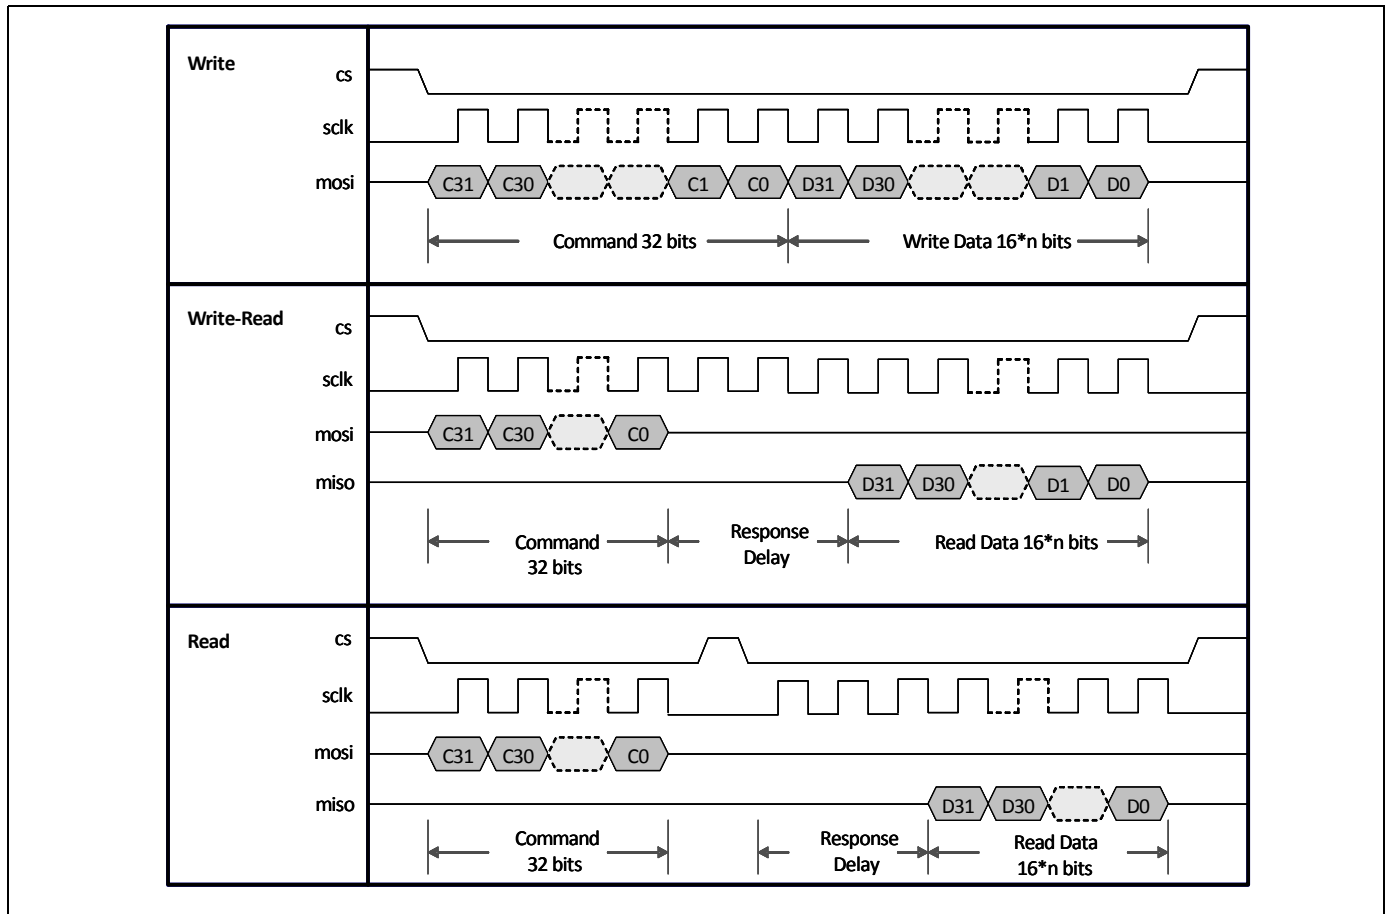 Write
cs
sclk
mosi C31 C30 C1 C0 D31 D30 D1 D0
Command 32 bits Write Data 16*n bits
Write-Read
cs
sclk
mosi C31 C30 C0
miso D31 D30 D1 D0
Command Response Read Data 16*n bits
32 bits Delay
Read
cs
sclk
mosi C31 C30 C0
miso D31 D30 D0
Command Response Read Data
32 bits Delay 16*n bits